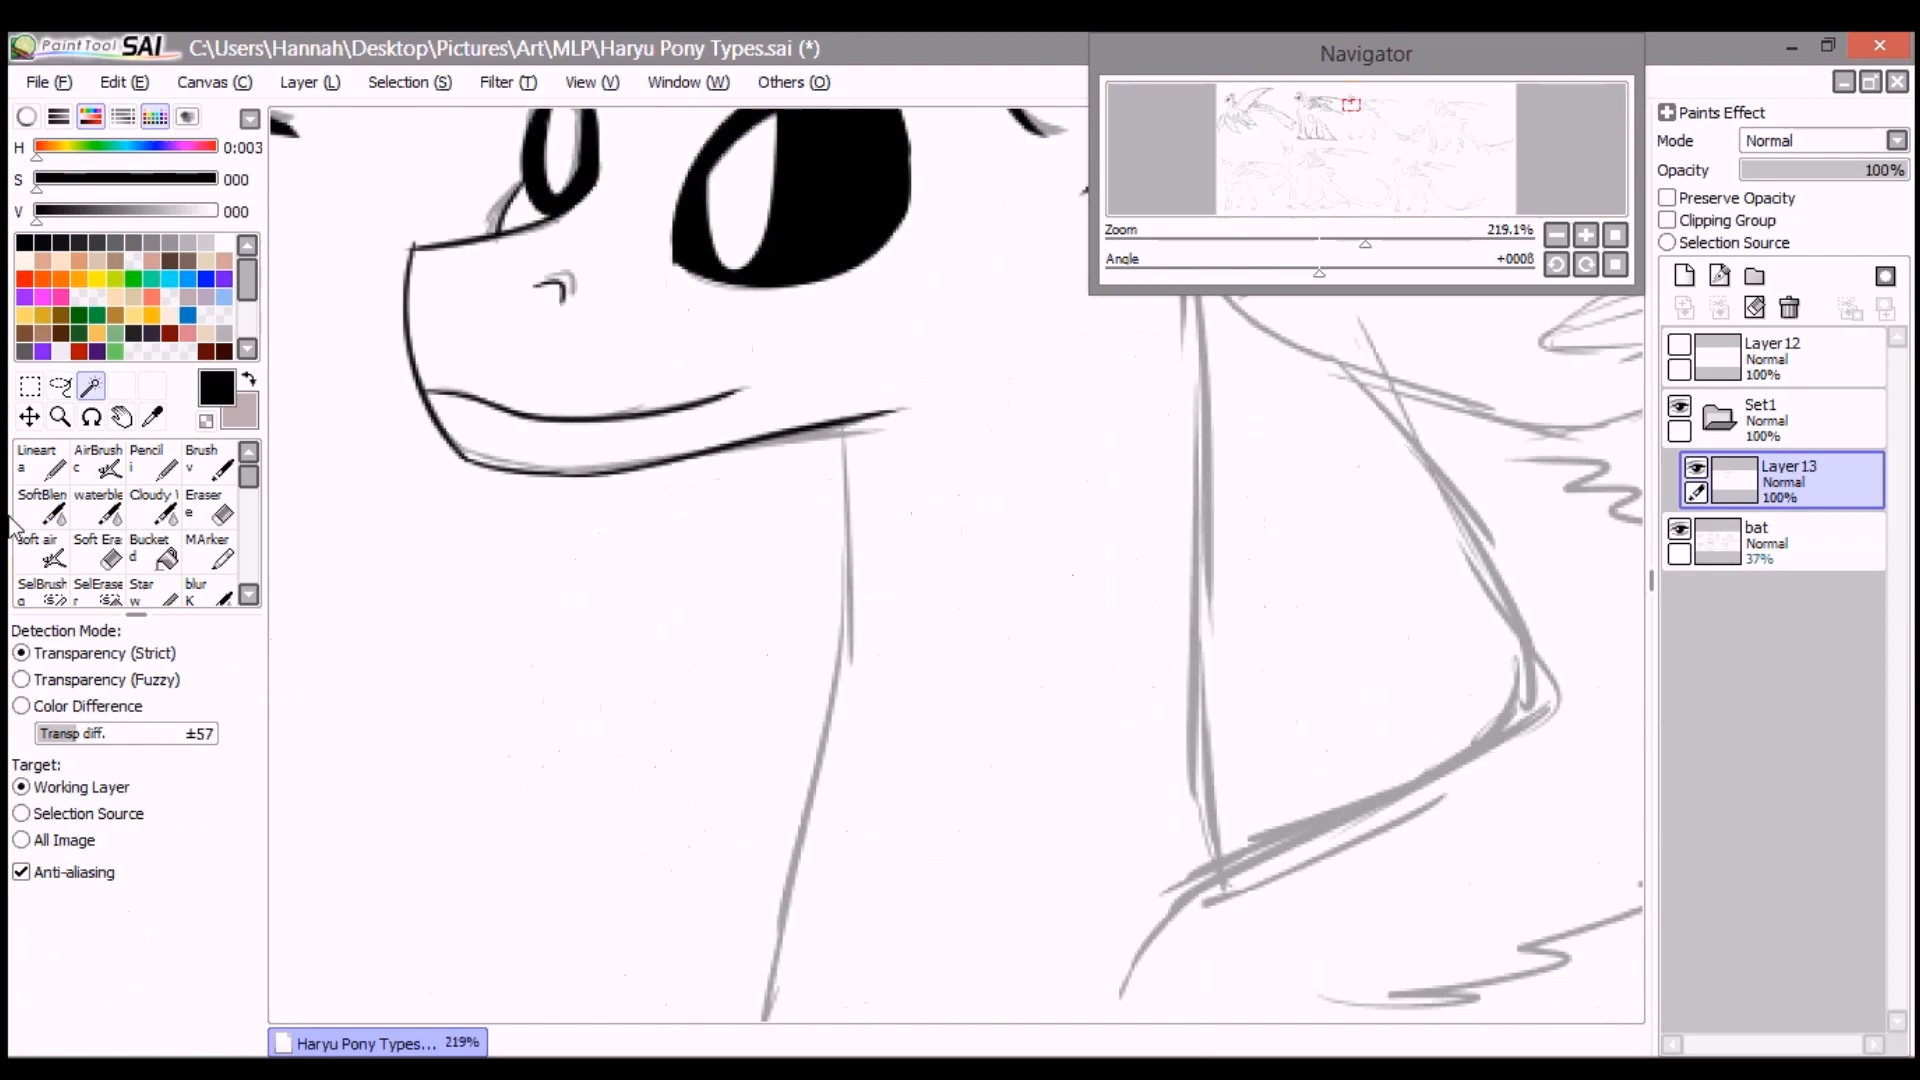 PaintTool SAI C:\Users\Hannah\Desktop\Pictures\Art\MLP\Haryu Pony Types.sai (*)
File (F) Edit (E) Canvas (C) Layer (L) Selection (S) Filter (T) View (V) Window (W) Others (O)
H 0:003
S 000
V 000
Lineart AirBrush Pencil Brush
a c i v
SoftBlen waterble Cloudy Eraser
e
Soft air Soft Era Bucket MArker
d
SelBrush SelErase Star blur
q r w K
Detection Mode:
Transparency (Strict)
Transparency (Fuzzy)
Color Difference
Transp diff. ±57
Target:
Working Layer
Selection Source
All Image
Anti-aliasing
Haryu Pony Types... 219%
Navigator
Zoom 219.1%
Angle +000ß
Paints Effect
Mode Normal
Opacity 100%
Preserve Opacity
Clipping Group
Selection Source
Layer12
Normal
100%
Set1
Normal
100%
Layer13
Normal
100%
bat
Normal
37%